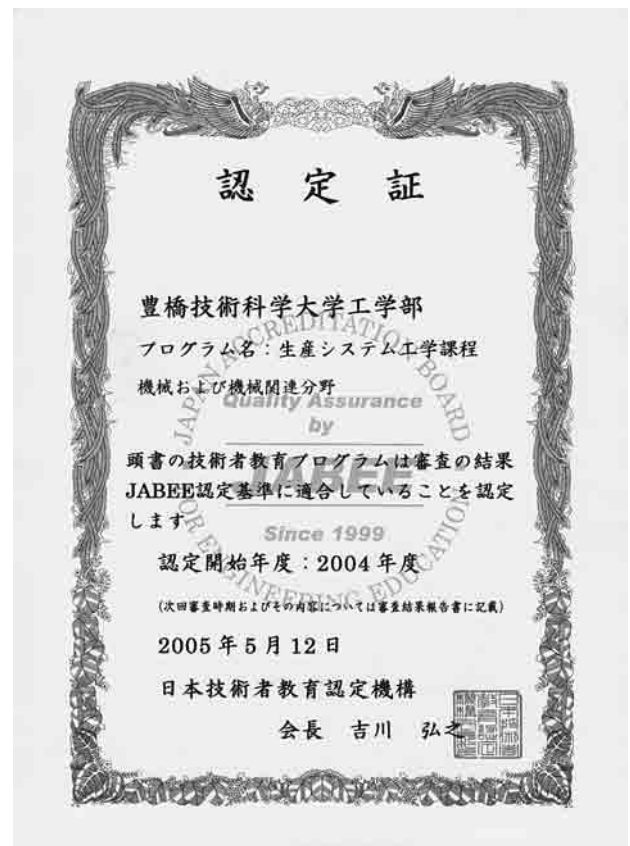 認定証
豊橋技術科学大学工学部
プログラム名：生産システム工学課程
機械および機械関連分野
JAPAN ACCREDITATION BOARD FOR ENGINEERING EDUCATION
Quality Assurance
by
JABEE
Since 1999
頭書の技術者教育プログラムは審査の結果
JABEE認定基準に適合していることを認定
します
認定開始年度：2004年度
(次回審査時期およびその内容については審査結果報告書に記載)
2005年5月12日
日本技術者教育認定機構
会長 吉川 弘之